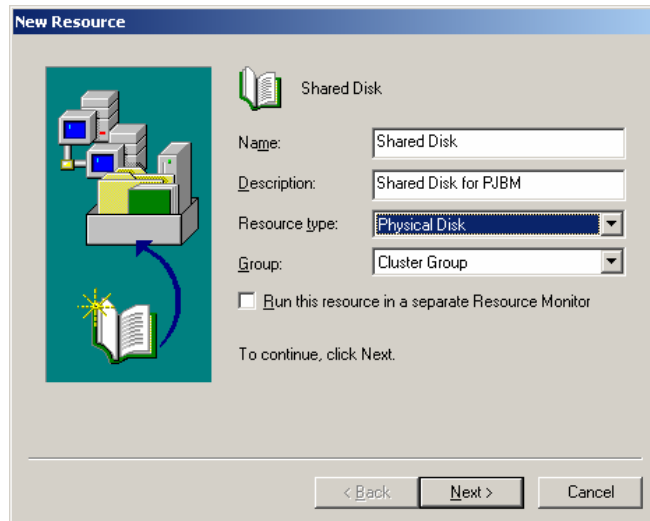 New Resource
Shared Disk
Name: Shared Disk
Description: Shared Disk for PJBM
Resource type: Physical Disk
Group: Cluster Group
Run this resource in a separate Resource Monitor
To continue, click Next.
< Back Next > Cancel